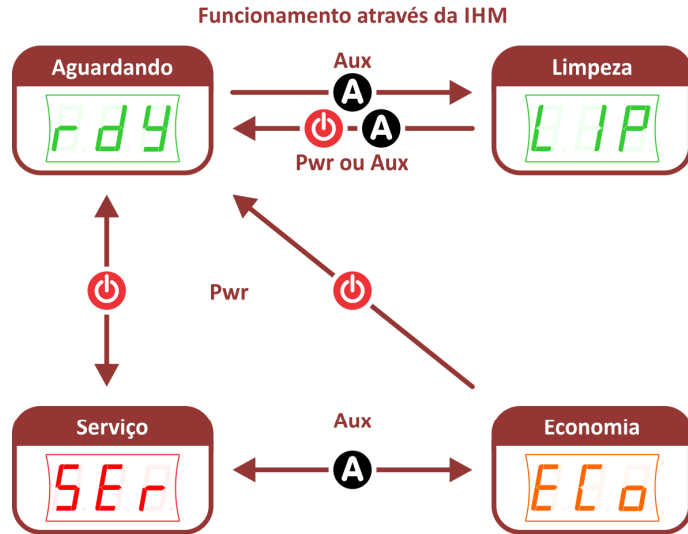 Funcionamento através da IHM
Aguardando
Aux
Limpeza
A
rdY
LIP
A
Pwr ou Aux
Pwr
Serviço
Aux
Economia
SEr
A
ECo